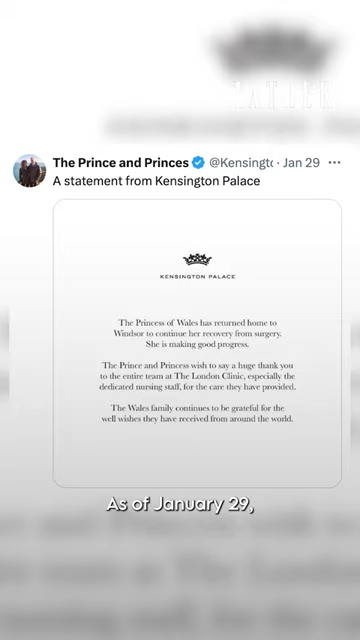 LATHER
The Prince and Princes @Kensingt · Jan 29
A statement from Kensington Palace
KENSINGTON PALACE
The Princess of Wales has returned home to
Windsor to continue her recovery from surgery.
She is making good progress.
The Prince and Princess wish to say a huge thank you
to the entire team at The London Clinic, especially the
dedicated nursing staff, for the care they have provided.
The Wales family continues to be grateful for the
well wishes they have received from around the world.
As of January 29,